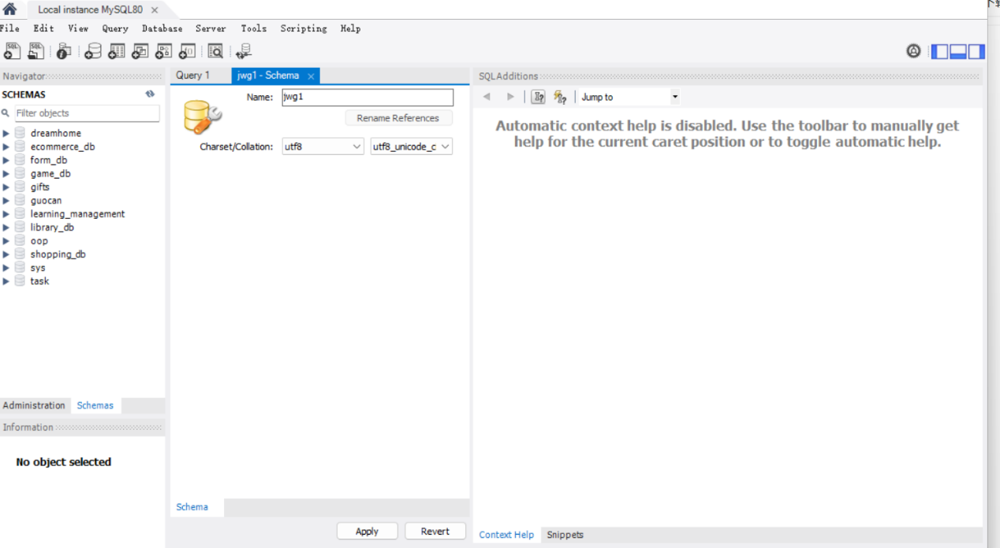 Local instance MySQL80
File Edit View Query Database Server Tools Scripting Help
Navigator
SCHEMAS
Filter objects
dreamhome
ecommerce_db
form_db
game_db
gifts
guocan
learning_management
library_db
oop
shopping_db
sys
task
Administration Schemas
Information
No object selected
Query 1 jwg1 - Schema
Name: jwg1
Rename References
Charset/Collation: utf8 utf8_unicode_c
Schema
Apply Revert
SQLAdditions
Jump to
Automatic context help is disabled. Use the toolbar to manually get
help for the current caret position or to toggle automatic help.
Context Help Snippets